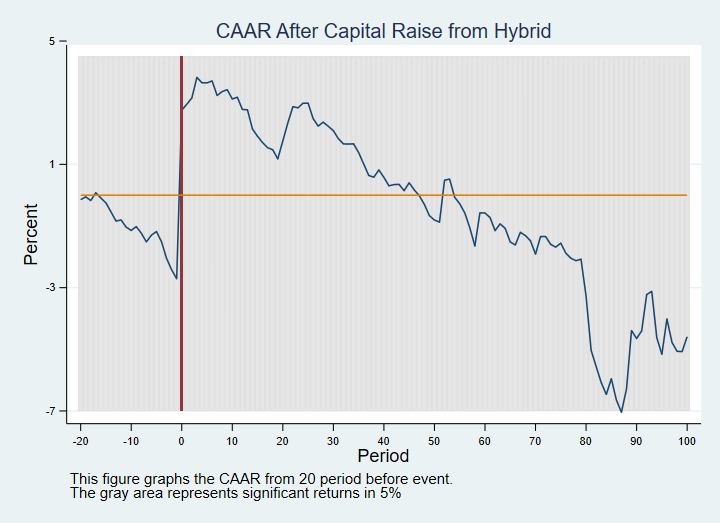 CAAR After Capital Raise from Hybrid
5
1
-3
-7
Percent
-20 -10 0 10 20 30 40 50 60 70 80 90 100
Period
This figure graphs the CAAR from 20 period before event.
The gray area represents significant returns in 5%